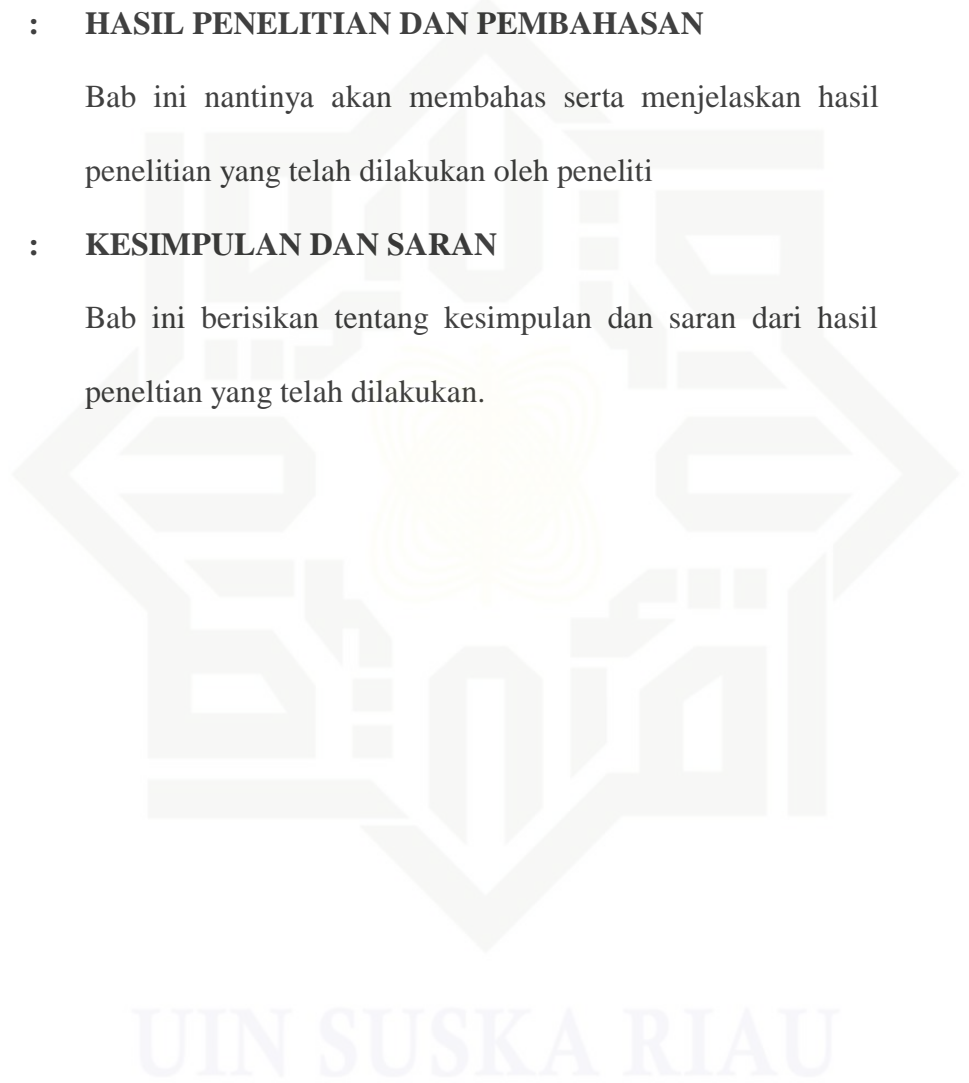 : HASIL PENELITIAN DAN PEMBAHASAN
Bab ini nantinya akan membahas serta menjelaskan hasil
penelitian yang telah dilakukan oleh peneliti
: KESIMPULAN DAN SARAN
Bab ini berisikan tentang kesimpulan dan saran dari hasil
peneltian yang telah dilakukan.
UIN SUSKA RIAU